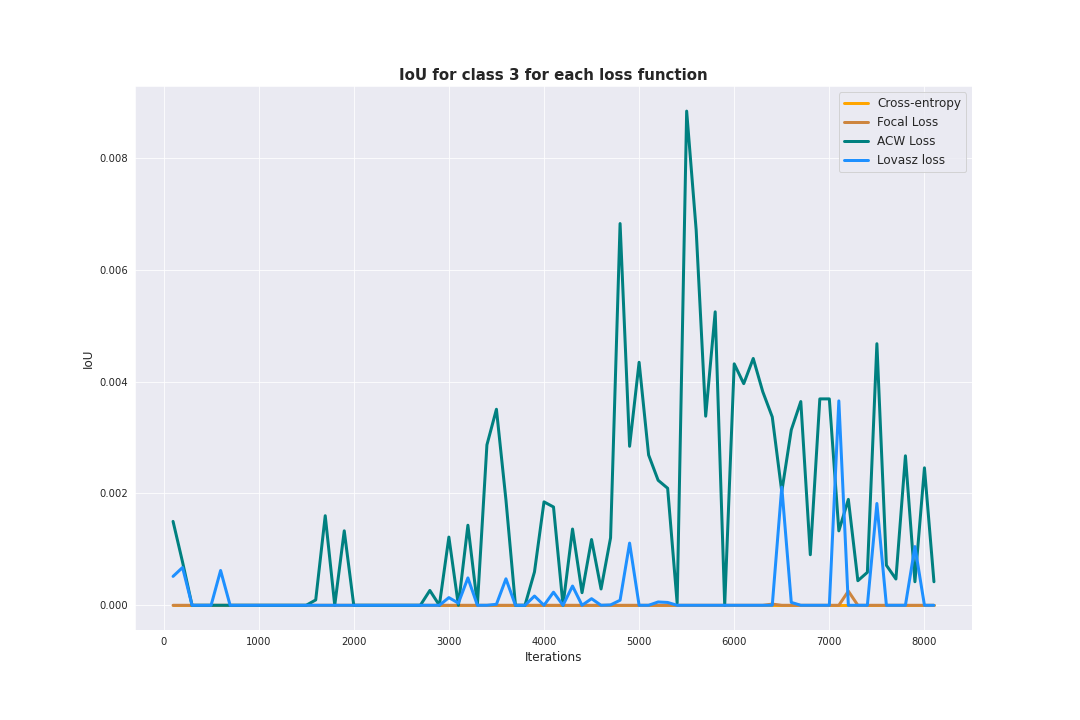 IoU for class 3 for each loss function
Cross-entropy
Focal Loss
ACW Loss
Lovasz loss
0.008
0.006
0.004
0.002
0.000
IoU
0 1000 2000 3000 4000 5000 6000 7000 8000
Iterations